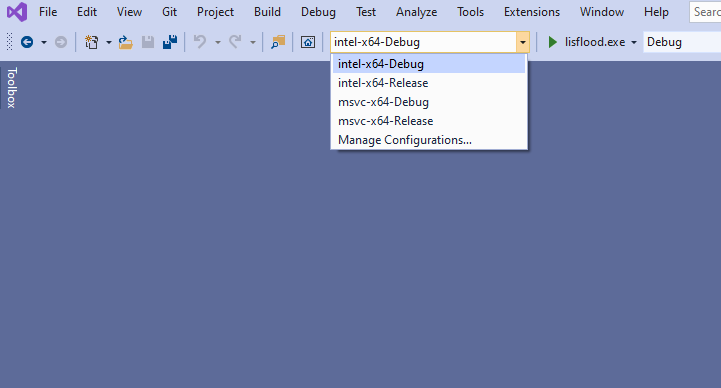 File Edit View Git Project Build Debug Test Analyze Tools Extensions Window Help Sear
intel-x64-Debug lisflood.exe Debug
intel-x64-Debug
intel-x64-Release
msvc-x64-Debug
msvc-x64-Release
Manage Configurations...
Toolbox